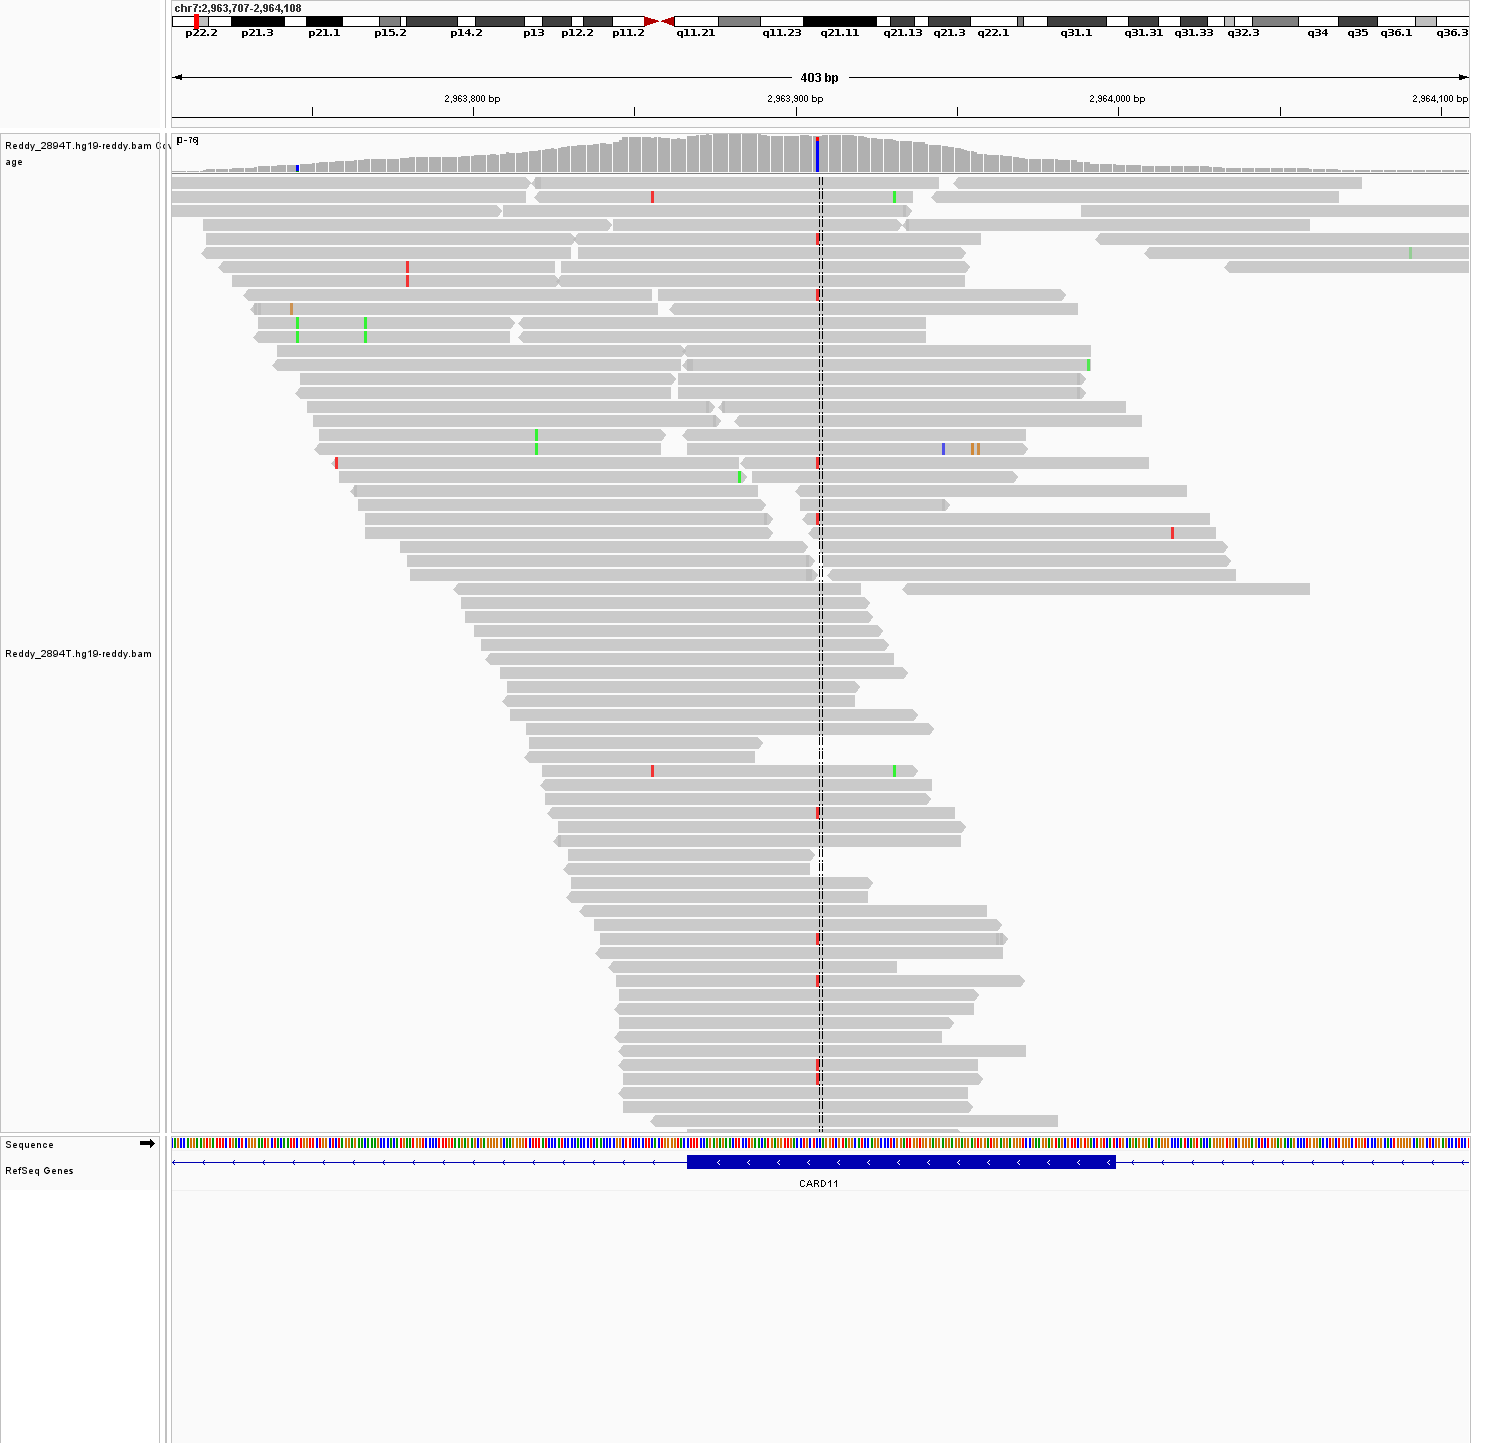 chr7:2,963,707-2,964,108
p22.2 p21.3 p21.1 p15.2 p14.2 p13 p12.2 p11.2 q11.21 q11.23 q21.11 q21.13 q21.3 q22.1 q31.1 q31.31 q31.33 q32.3 q34 q35 q36.1 q36.3
403 bp
2,963,800 bp 2,963,900 bp 2,964,000 bp 2,964,100 bp
Reddy_2894T.hg19-reddy.bam Cov
age
[0-76]
Reddy_2894T.hg19-reddy.bam
Sequence
RefSeq Genes
CARD11